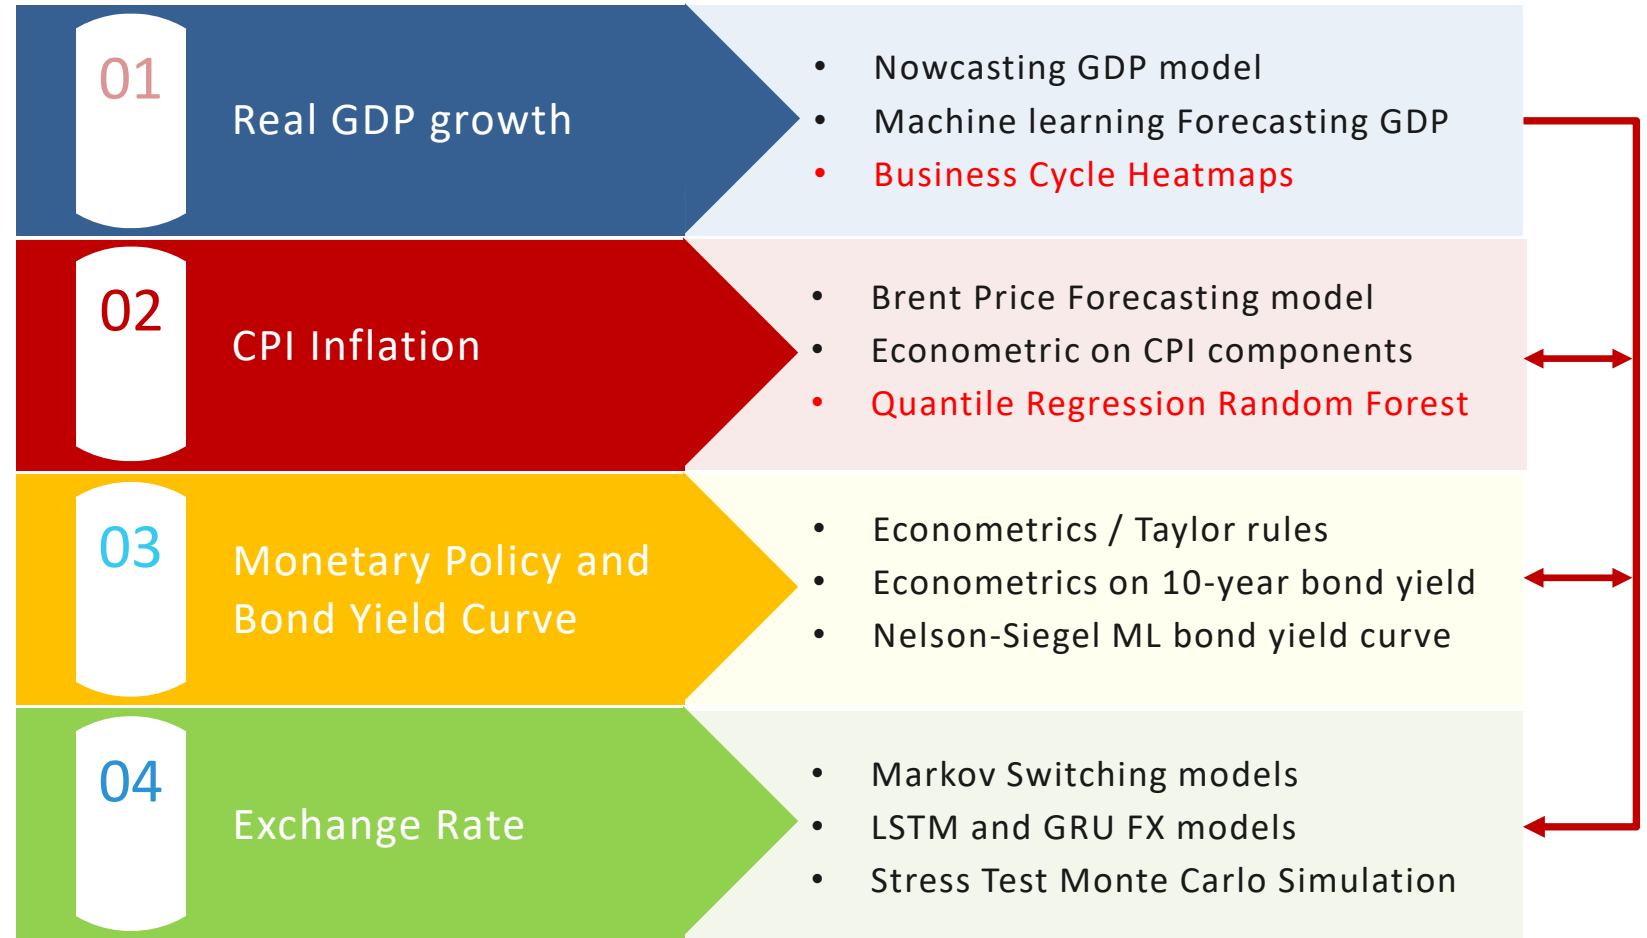 01
Real GDP growth
• Nowcasting GDP model
• Machine learning Forecasting GDP
• Business Cycle Heatmaps
02
CPI Inflation
• Brent Price Forecasting model
• Econometric on CPI components
• Quantile Regression Random Forest
03
Monetary Policy and
Bond Yield Curve
• Econometrics / Taylor rules
• Econometrics on 10-year bond yield
• Nelson-Siegel ML bond yield curve
04
Exchange Rate
• Markov Switching models
• LSTM and GRU FX models
• Stress Test Monte Carlo Simulation